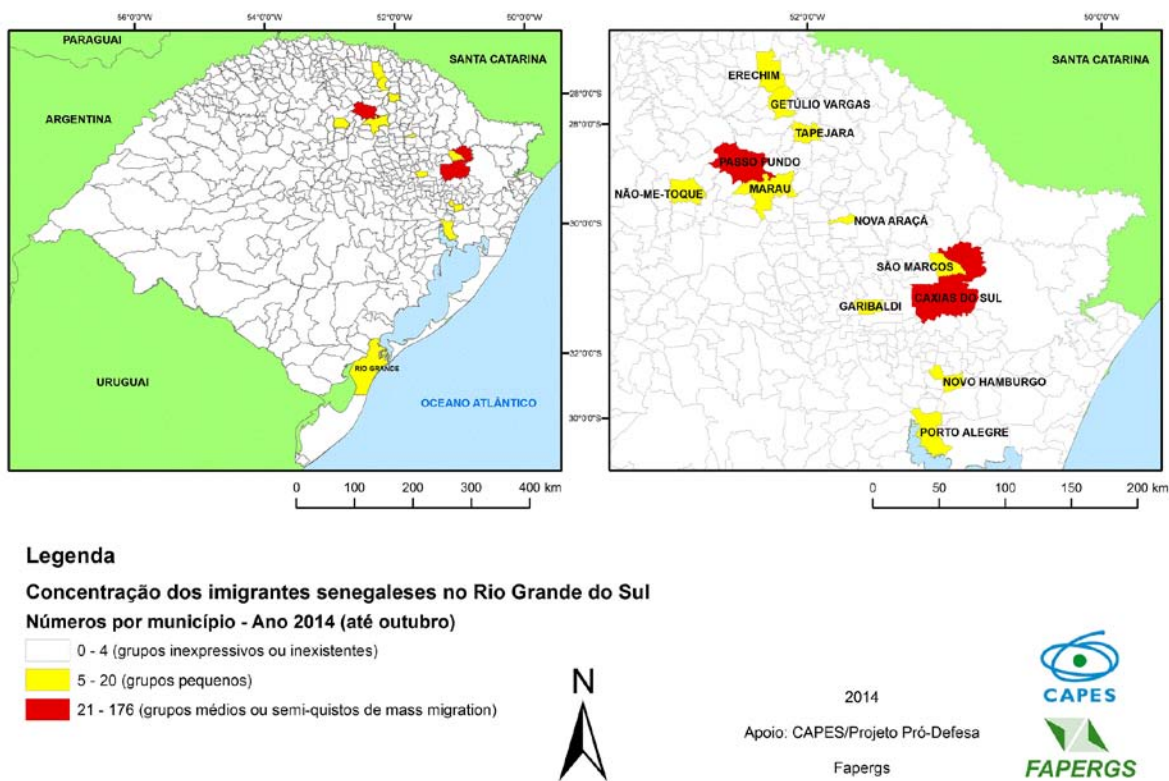 56°0'0"W
54°0'0"W
52°0'0"W
50°0'0"W
PARAGUAI
SANTA CATARINA
ARGENTINA
28°0'0"S
30°0'0"S
32°0'0"S
RIO GRANDE
URUGUAI
OCEANO ATLÂNTICO
0 100 200 300 400 km
52°0'0"W
50°0'0"W
SANTA CATARINA
ERECHIM
GETÚLIO VARGAS
28°0'0"S
TAPEJARA
PASSO FUNDO
NÃO-ME-TOQUE
MARAU
NOVA ARAÇÁ
SÃO MARCOS
CAXIAS DO SUL
GARIBALDI
NOVO HAMBURGO
30°0'0"S
PORTO ALEGRE
0 50 100 150 200 km
Legenda
Concentração dos imigrantes senegaleses no Rio Grande do Sul
Números por município - Ano 2014 (até outubro)
0 - 4 (grupos inexpressivos ou inexistentes)
5 - 20 (grupos pequenos)
21 - 176 (grupos médios ou semi-quistos de mass migration)
N
2014
Apoio: CAPES/Projeto Pró-Defesa
Fapergs
CAPES
FAPERGS